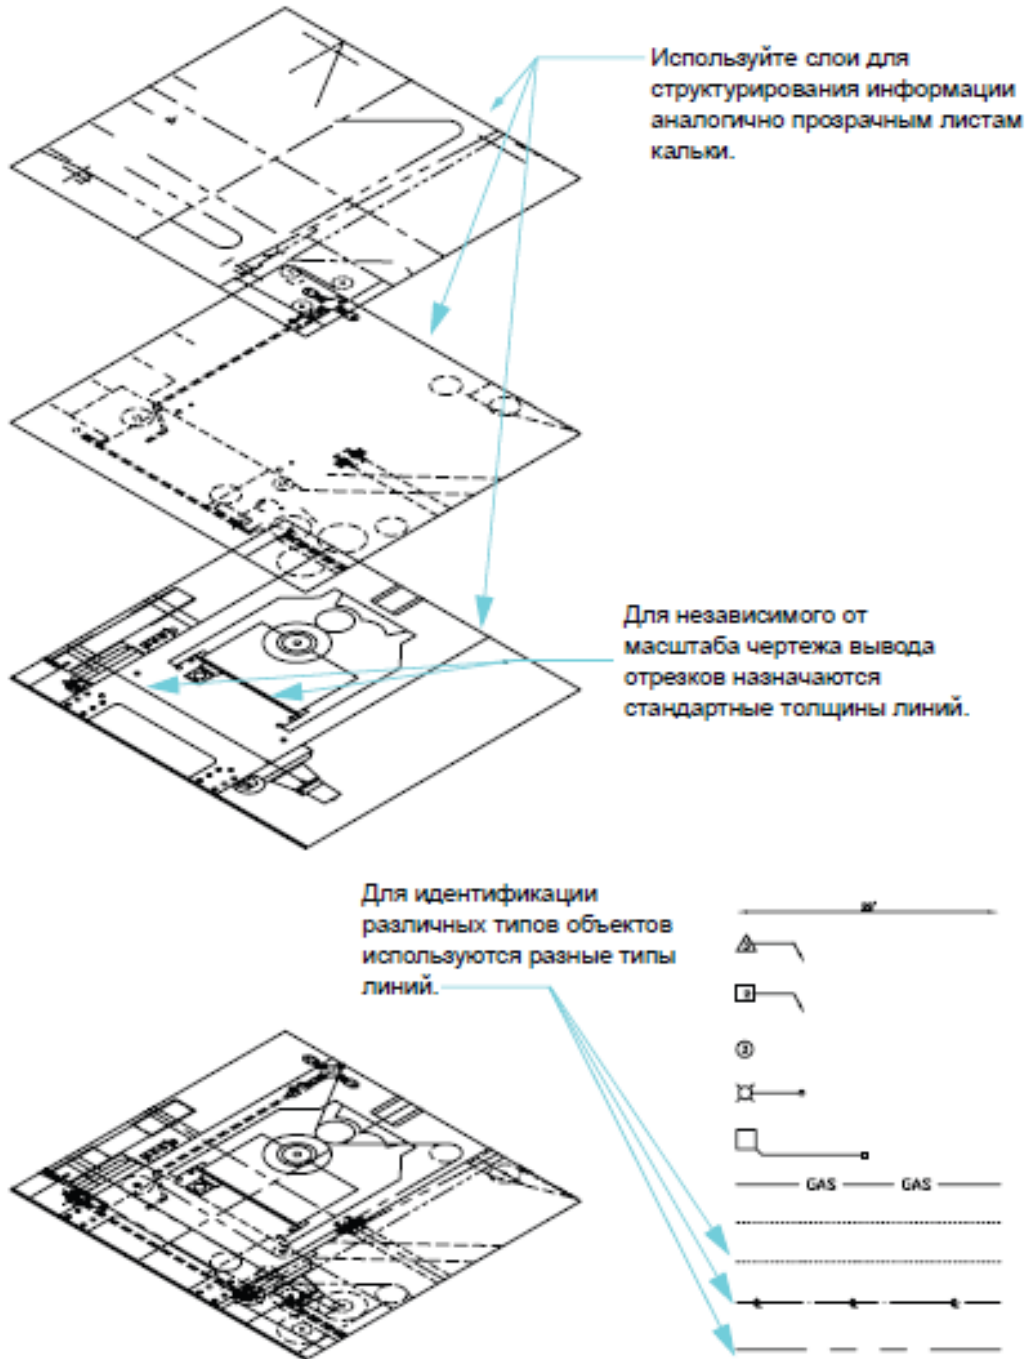 Используйте слои для
структурирования информации
аналогично прозрачным листам
кальки.
Для независимого от
масштаба чертежа вывода
отрезков назначаются
стандартные толщины линий.
Для идентификации
различных типов объектов
используются разные типы
линий.
GAS GAS